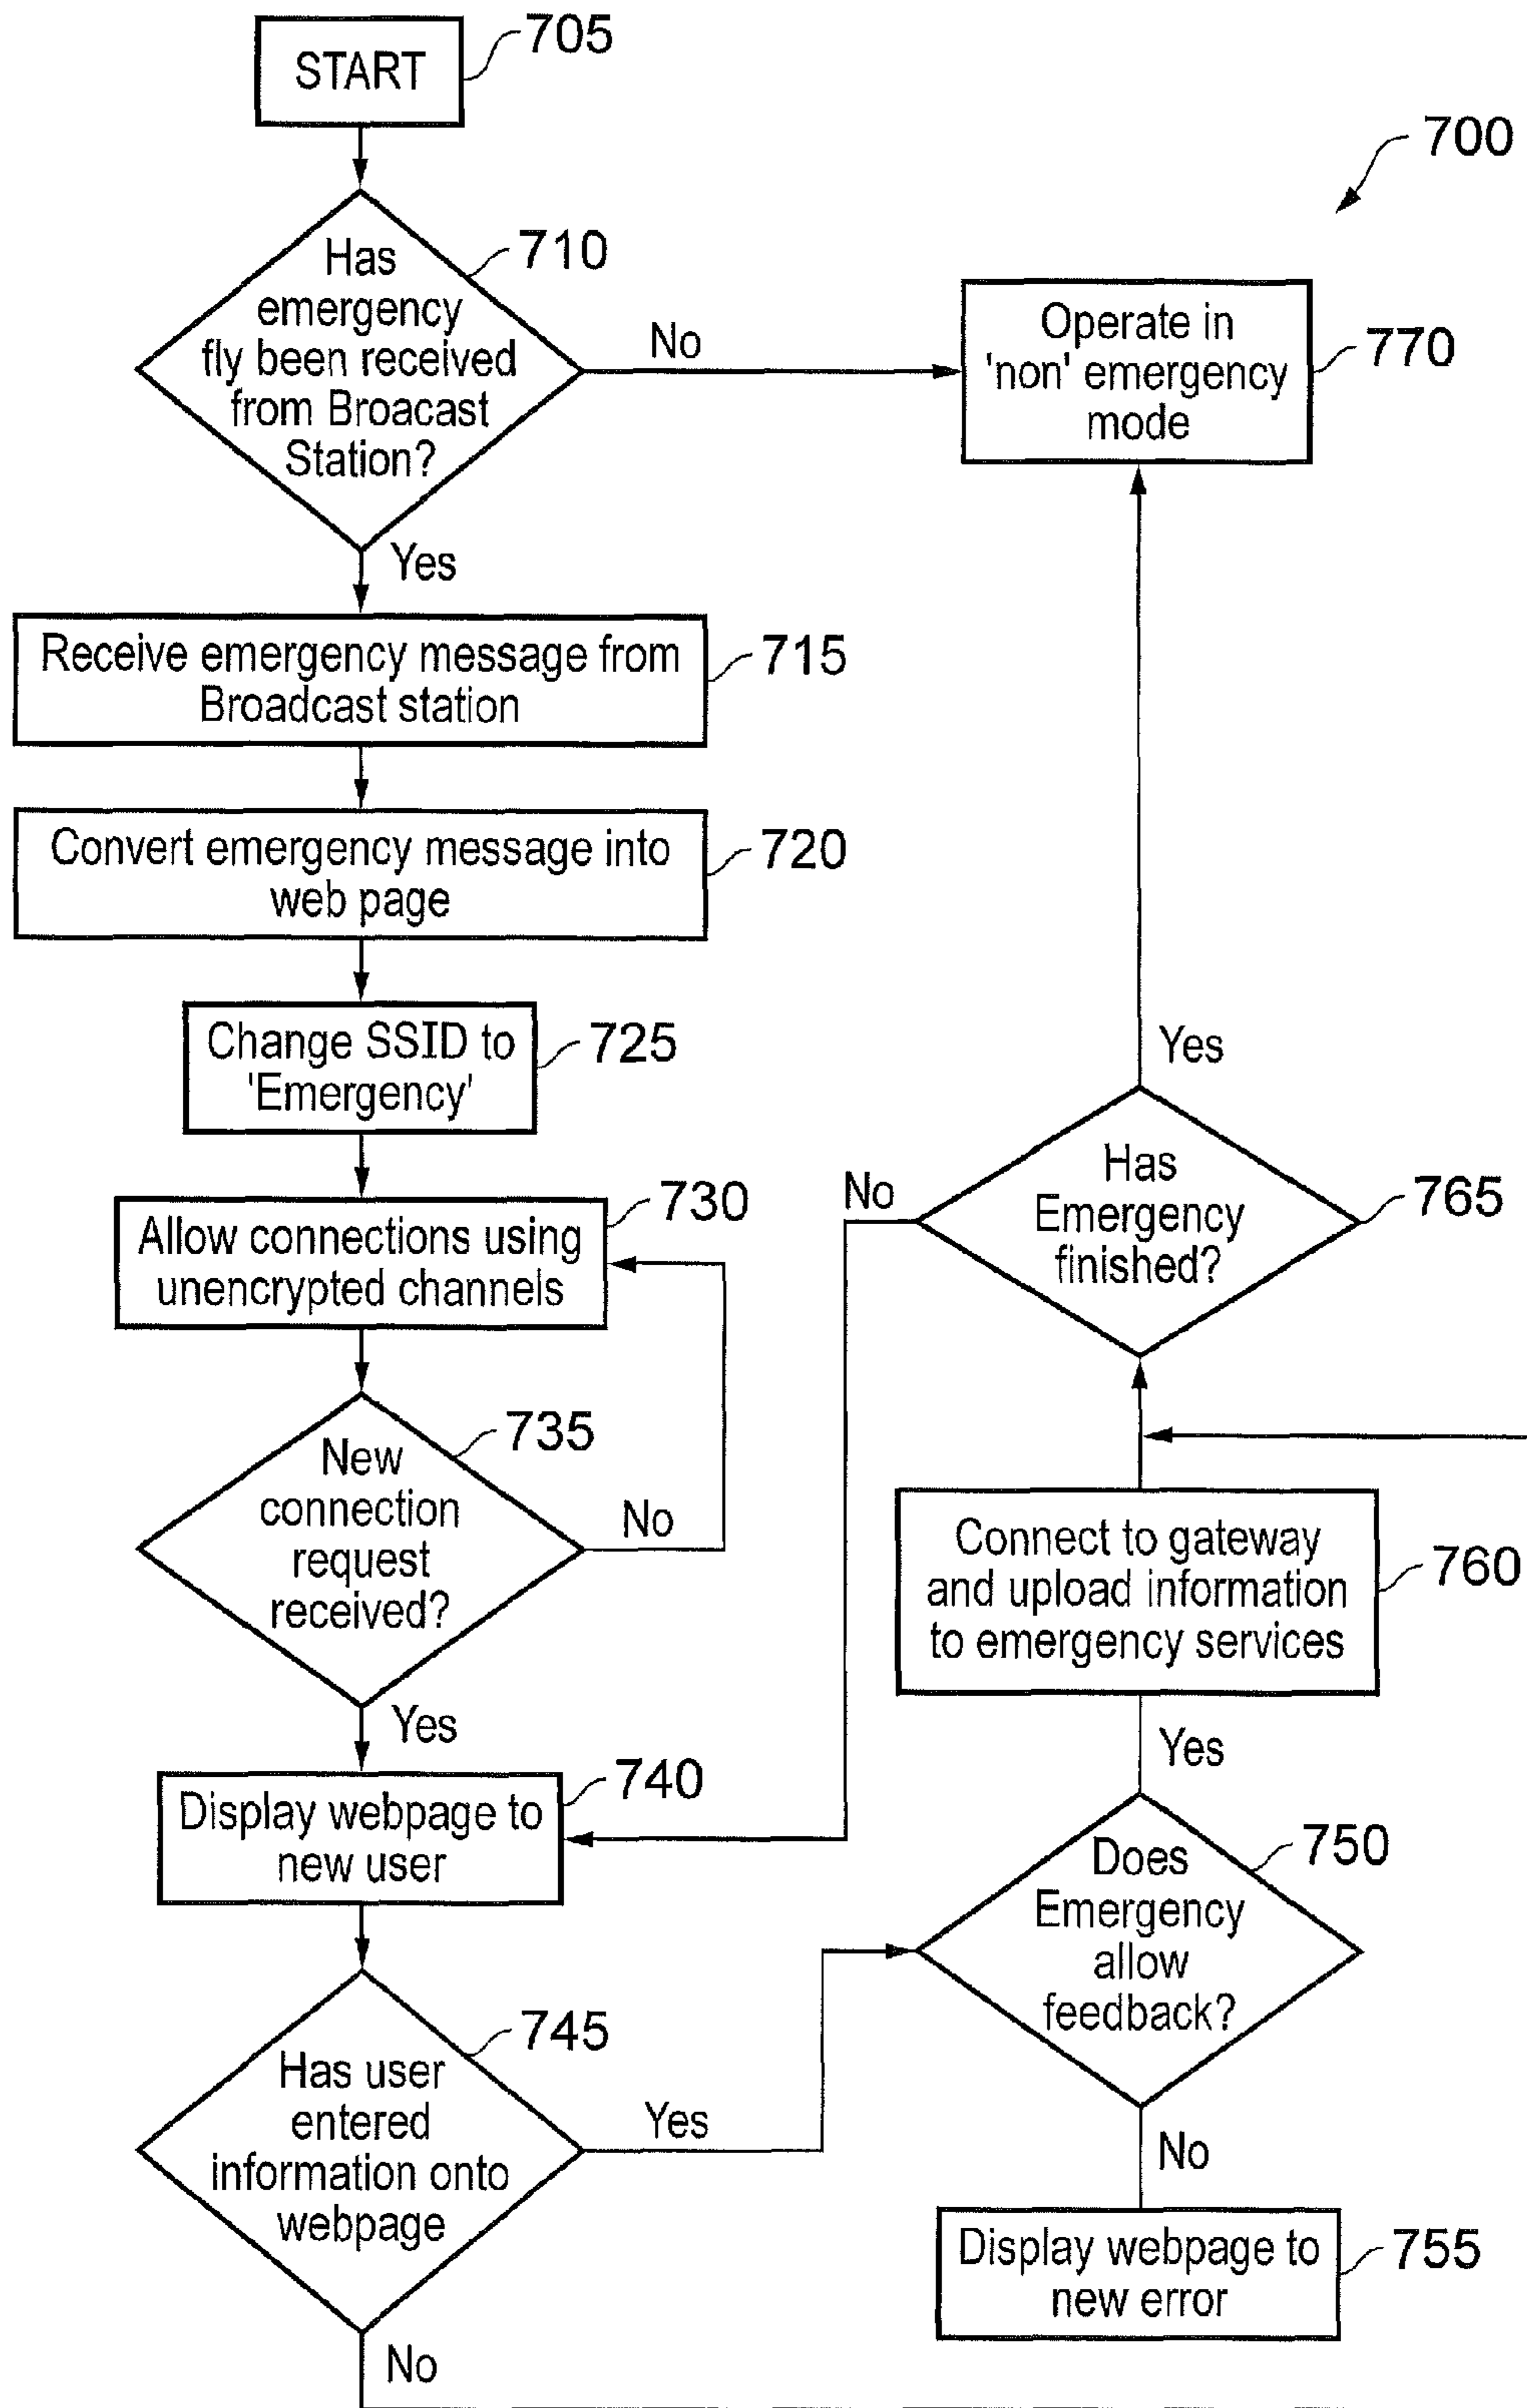 START
705
700
Has
emergency
fly been received
from Broacast
Station?
710
No
Operate in
'non' emergency
mode
770
Yes
Receive emergency message from
Broadcast station
715
Convert emergency message into
web page
720
Change SSID to
'Emergency'
725
Allow connections using
unencrypted channels
730
New
connection
request
received?
735
No
Yes
Display webpage to
new user
740
Has user
entered
information onto
webpage
745
Yes
No
Yes
Has
Emergency
finished?
765
No
Connect to gateway
and upload information
to emergency services
760
Yes
Does
Emergency
allow
feedback?
750
No
Display webpage to
new error
755